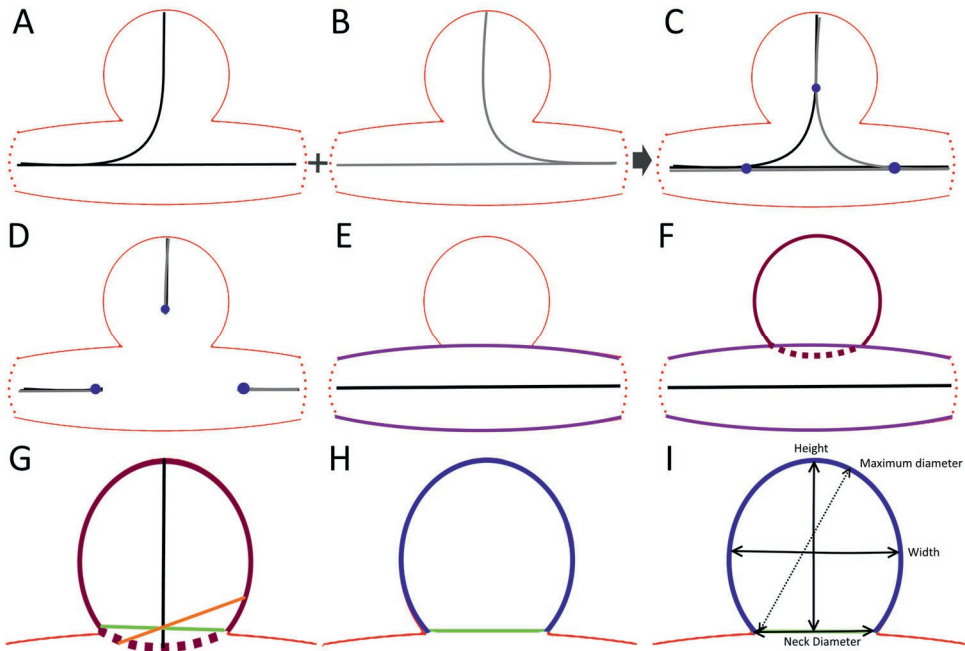 A
B
C
+
D
E
F
G
H
I
Height
Maximum diameter
Width
Neck Diameter